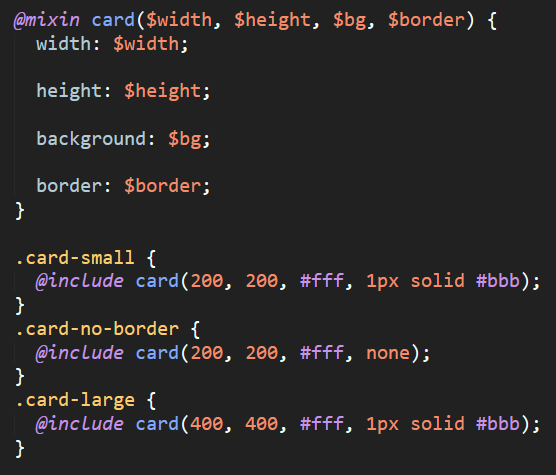 @mixin card($width, $height, $bg, $border) {
width: $width;
height: $height;
background: $bg;
border: $border;
}
.card-small {
@include card(200, 200, #fff, 1px solid #bbb);
}
.card-no-border {
@include card(200, 200, #fff, none);
}
.card-large {
@include card(400, 400, #fff, 1px solid #bbb);
}